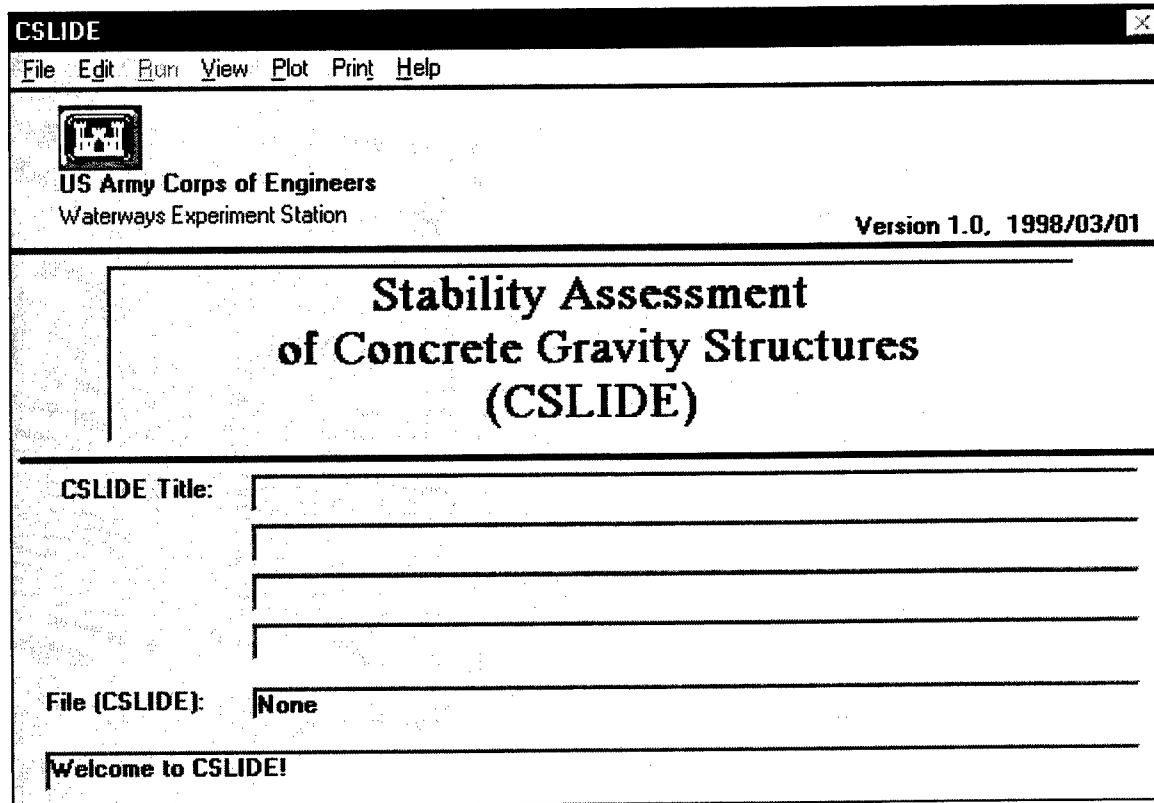 CSLIDE
File Edit Run View Plot Print Help
US Army Corps of Engineers
Waterways Experiment Station
Version 1.0, 1998/03/01
Stability Assessment
of Concrete Gravity Structures
(CSLIDE)
CSLIDE Title:
File (CSLIDE): None
Welcome to CSLIDE!